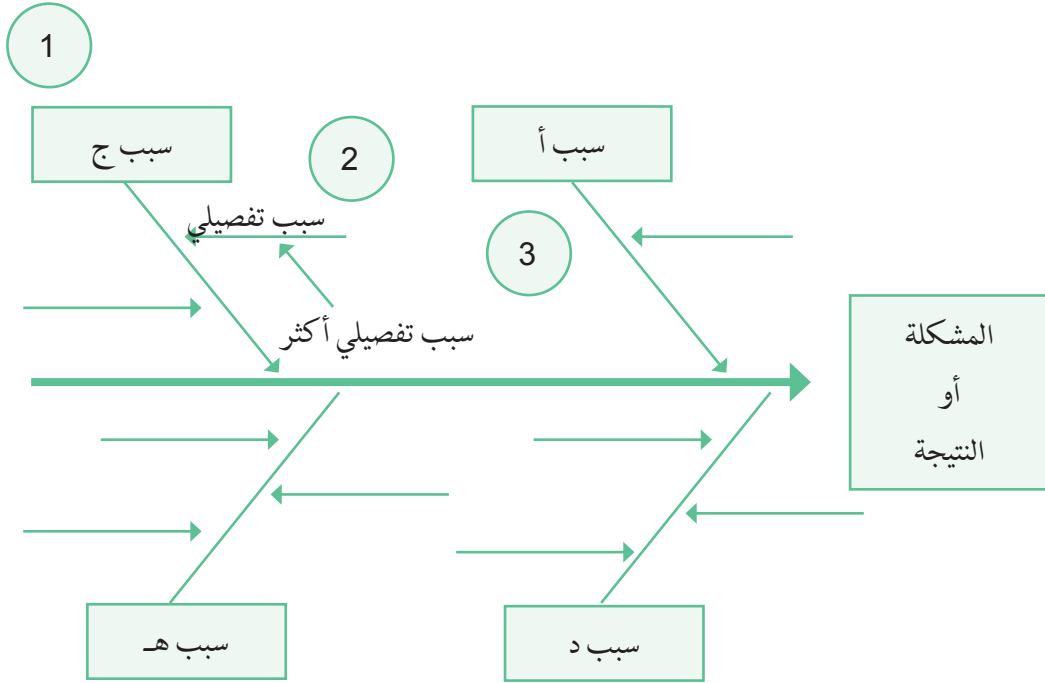 1
سبب أ
سبب ج
2
سبب تفصيلي
3
سبب تفصيلي أكثر
المشكلة
أو
النتيجة
سبب د
سبب هـ